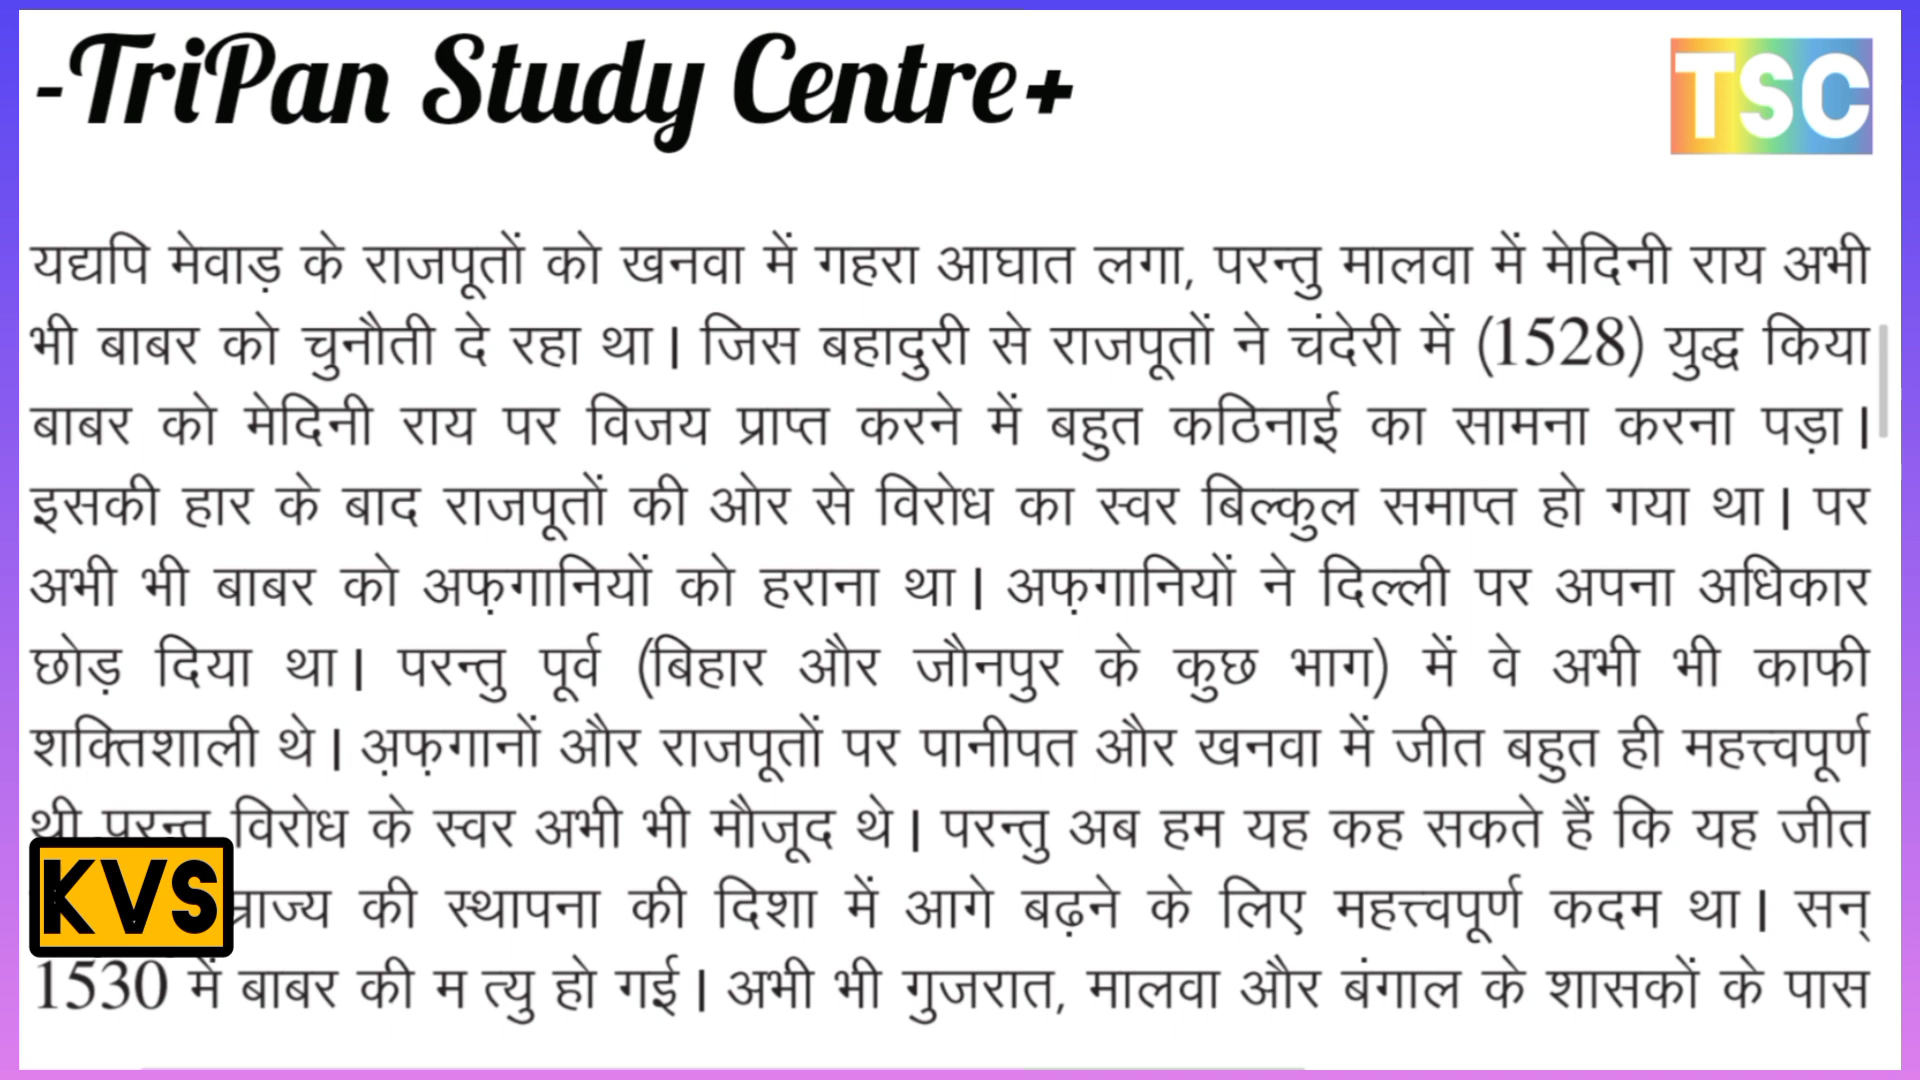 -TriPan Study Centre+
TSC
यद्यपि मेवाड़ के राजपूतों को खनवा में गहरा आघात लगा, परन्तु मालवा में मेदिनी राय अभी
भी बाबर को चुनौती दे रहा था। जिस बहादुरी से राजपूतों ने चंदेरी में (1528) युद्ध किया
बाबर को मेदिनी राय पर विजय प्राप्त करने में बहुत कठिनाई का सामना करना पड़ा।
इसकी हार के बाद राजपूतों की ओर से विरोध का स्वर बिल्कुल समाप्त हो गया था। पर
अभी भी बाबर को अफ़गानियों को हराना था। अफ़गानियों ने दिल्ली पर अपना अधिकार
छोड़ दिया था। परन्तु पूर्व (बिहार और जौनपुर के कुछ भाग) में वे अभी भी काफी
शक्तिशाली थे। अ़फ़गानों और राजपूतों पर पानीपत और खनवा में जीत बहुत ही महत्त्वपूर्ण
थी परन्तु विरोध के स्वर अभी भी मौजूद थे। परन्तु अब हम यह कह सकते हैं कि यह जीत
की स्थापना की दिशा में आगे बढ़ने के लिए महत्त्वपूर्ण कदम था। सन्
KVS
1530 में बाबर की म त्यु हो गई। अभी भी गुजरात, मालवा और बंगाल के शासकों के पास